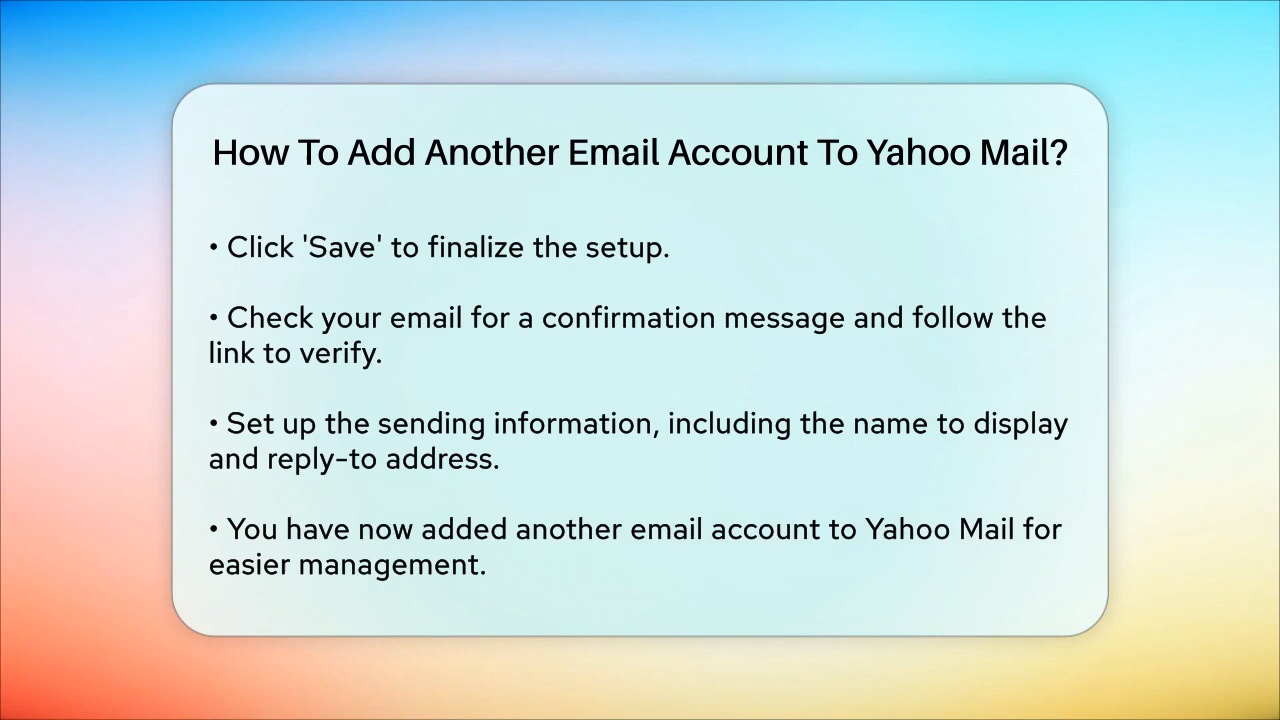 How To Add Another Email Account To Yahoo Mail?
• Click 'Save' to finalize the setup.
• Check your email for a confirmation message and follow the
link to verify.
• Set up the sending information, including the name to display
and reply-to address.
• You have now added another email account to Yahoo Mail for
easier management.